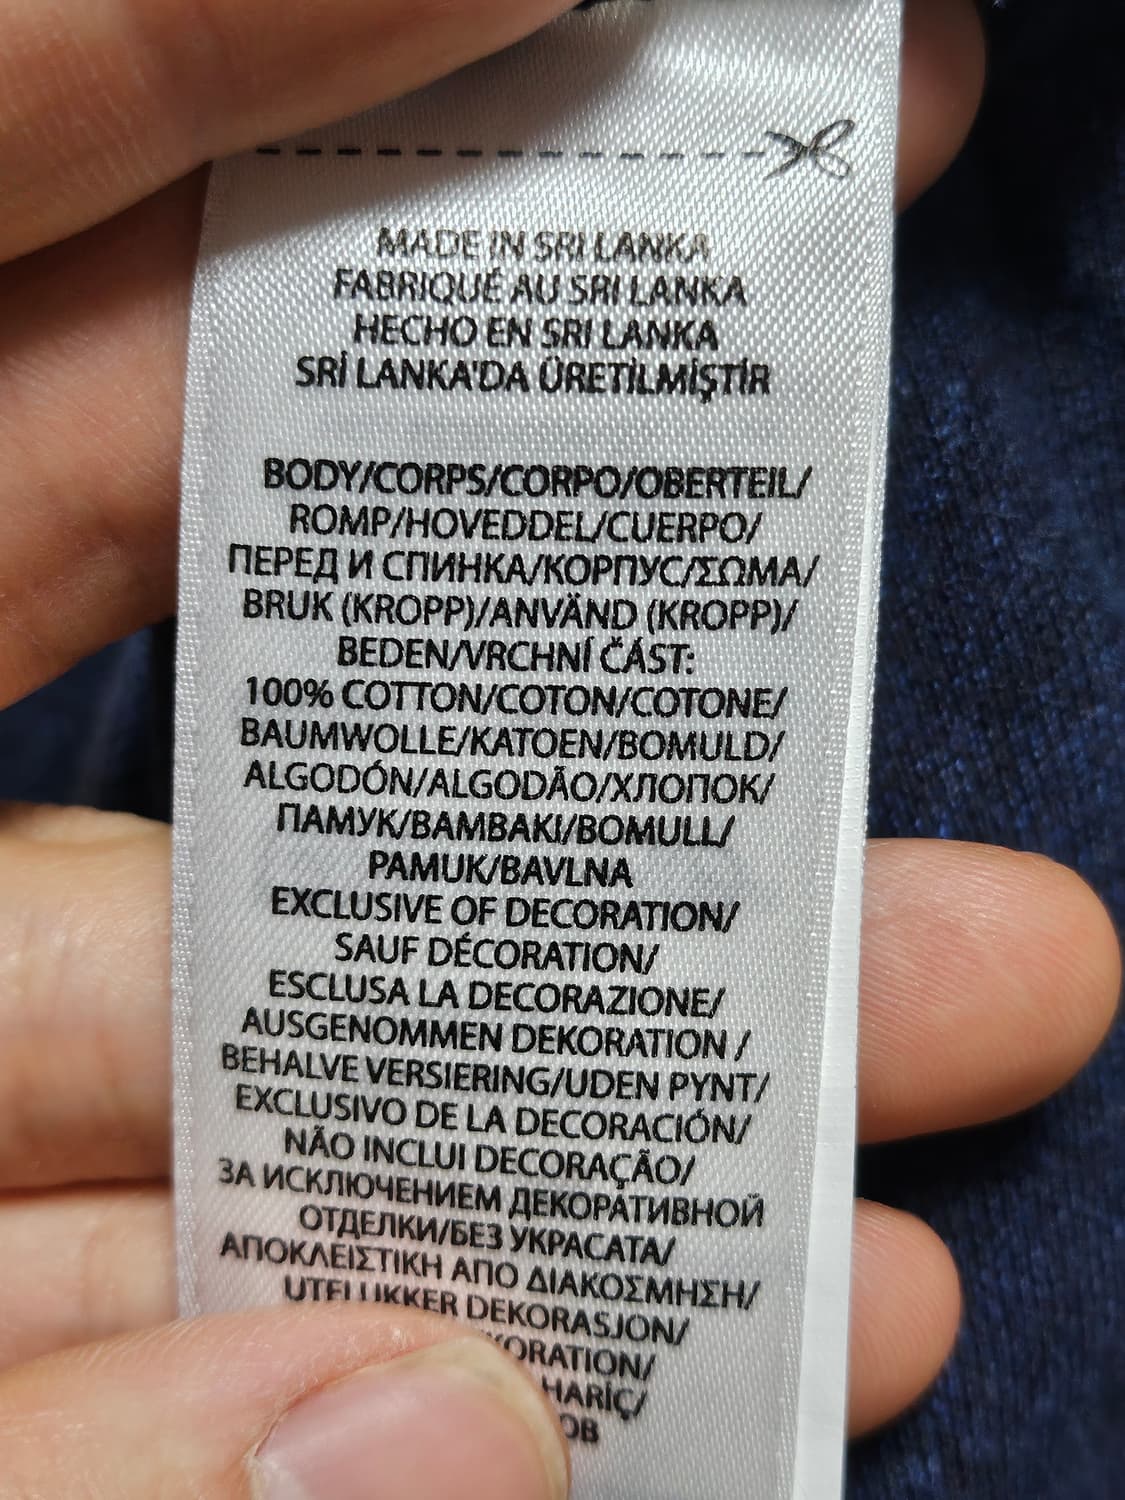 MADE IN SRI LANKA
FABRIQUÉ AU SRI LANKA
HECHO EN SRI LANKA
SRİ LANKA'DA ÜRETİLMİŞTİR
BODY/CORPS/CORPO/OBERTEIL/
ROMP/HOVEDDEL/CUERPO/
ПЕРЕД И СПИНКА/КОРПУС/ΣΩΜΑ/
BRUK (KROPP)/ANVÄND (KROPP)/
BEDEN/VRCHNÍ ČÁST:
100% COTTON/COTON/COTONE/
BAUMWOLLE/KATOEN/BOMULD/
ALGODÓN/ALGODÃO/ХЛОПОК/
ПАМУК/ΒΑΜΒΑΚΙ/BOMULL/
PAMUK/BAVLNA
EXCLUSIVE OF DECORATION/
SAUF DÉCORATION/
ESCLUSA LA DECORAZIONE/
AUSGENOMMEN DEKORATION /
BEHALVE VERSIERING/UDEN PYNT/
EXCLUSIVO DE LA DECORACIÓN/
NÃO INCLUI DECORAÇÃO/
ЗА ИСКЛЮЧЕНИЕМ ДЕКОРАТИВНОЙ
ОТДЕЛКИ/БЕЗ УКРАСАТА/
ΑΠΟΚΛΕΙΣΤΙΚΗ ΑΠΟ ΔΙΑΚΟΣΜΗΣΗ/
UTELUKKER DEKORASJON/
ORATION/
HARİÇ/